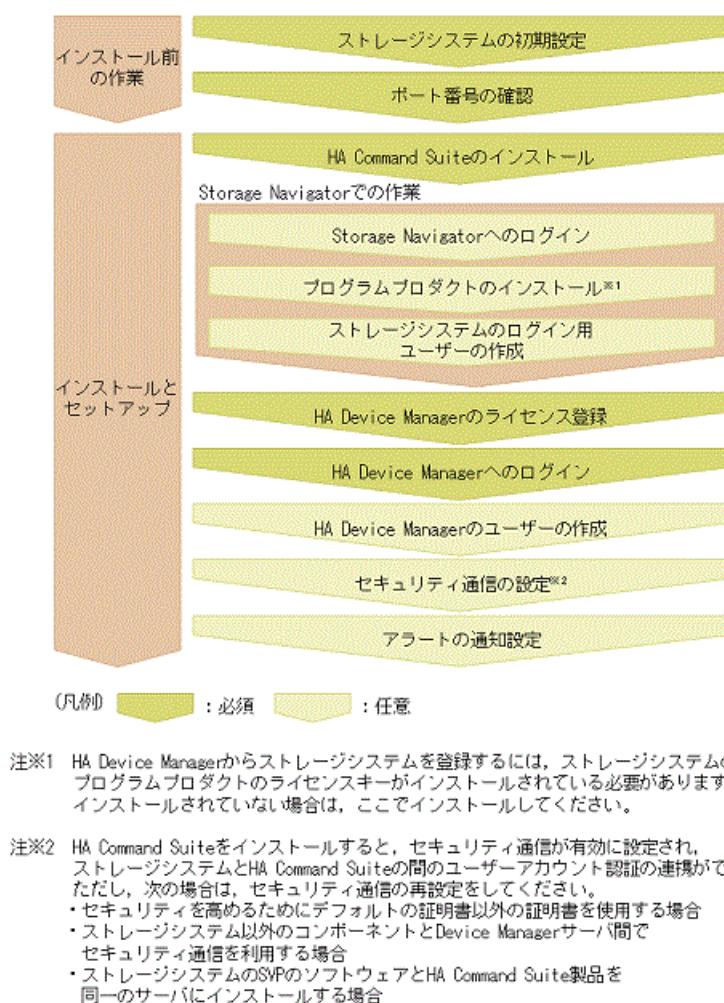 インストール前
の作業
ストレージシステムの初期設定
ポート番号の確認
インストールと
セットアップ
HA Command Suiteのインストール
Storage Navigatorでの作業
Storage Navigatorへのログイン
プログラムプロダクトのインストール※1
ストレージシステムのログイン用
ユーザーの作成
HA Device Managerのライセンス登録
HA Device Managerへのログイン
HA Device Managerのユーザーの作成
セキュリティ通信の設定※2
アラートの通知設定
(凡例) :必須 :任意
注※1 HA Device Managerからストレージシステムを登録するには，ストレージシステムの
プログラムプロダクトのライセンスキーがインストールされている必要があります
インストールされていない場合は，ここでインストールしてください。
注※2 HA Command Suiteをインストールすると，セキュリティ通信が有効に設定され，
ストレージシステムとHA Command Suiteの間のユーザーアカウント認証の連携がで
ただし，次の場合は，セキュリティ通信の再設定をしてください。
・セキュリティを高めるためにデフォルトの証明書以外の証明書を使用する場合
・ストレージシステム以外のコンポーネントとDevice Managerサーバ間で
セキュリティ通信を利用する場合
・ストレージシステムのSVPのソフトウェアとHA Command Suite製品を
同一のサーバにインストールする場合